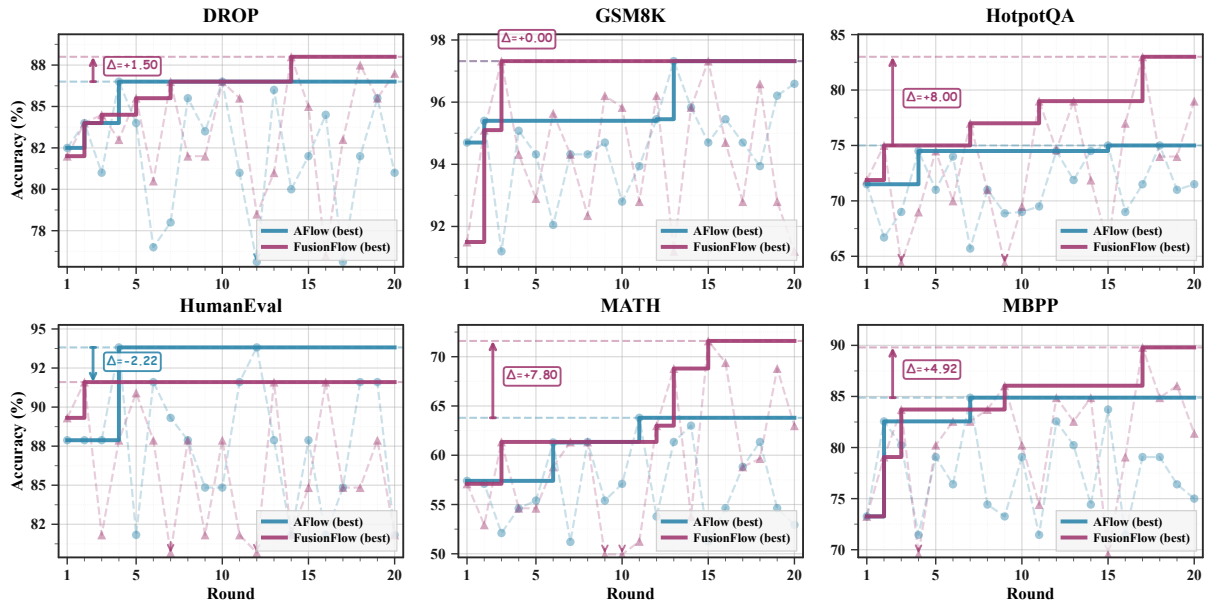 DROP
Accuracy (%)
88
85
82
80
78
Δ=+1.50
AFlow (best)
FusionFlow (best)
1
5
10
15
20
GSM8K
98
96
94
92
Δ=+0.00
AFlow (best)
FusionFlow (best)
1
5
10
15
20
HotpotQA
85
80
75
70
65
Δ=+8.00
AFlow (best)
FusionFlow (best)
1
5
10
15
20
HumanEval
Accuracy (%)
95
92
90
88
85
82
Δ=-2.22
AFlow (best)
FusionFlow (best)
1
5
10
15
20
Round
MATH
70
65
60
55
50
Δ=+7.80
AFlow (best)
FusionFlow (best)
1
5
10
15
20
Round
MBPP
90
85
80
75
70
Δ=+4.92
AFlow (best)
FusionFlow (best)
1
5
10
15
20
Round